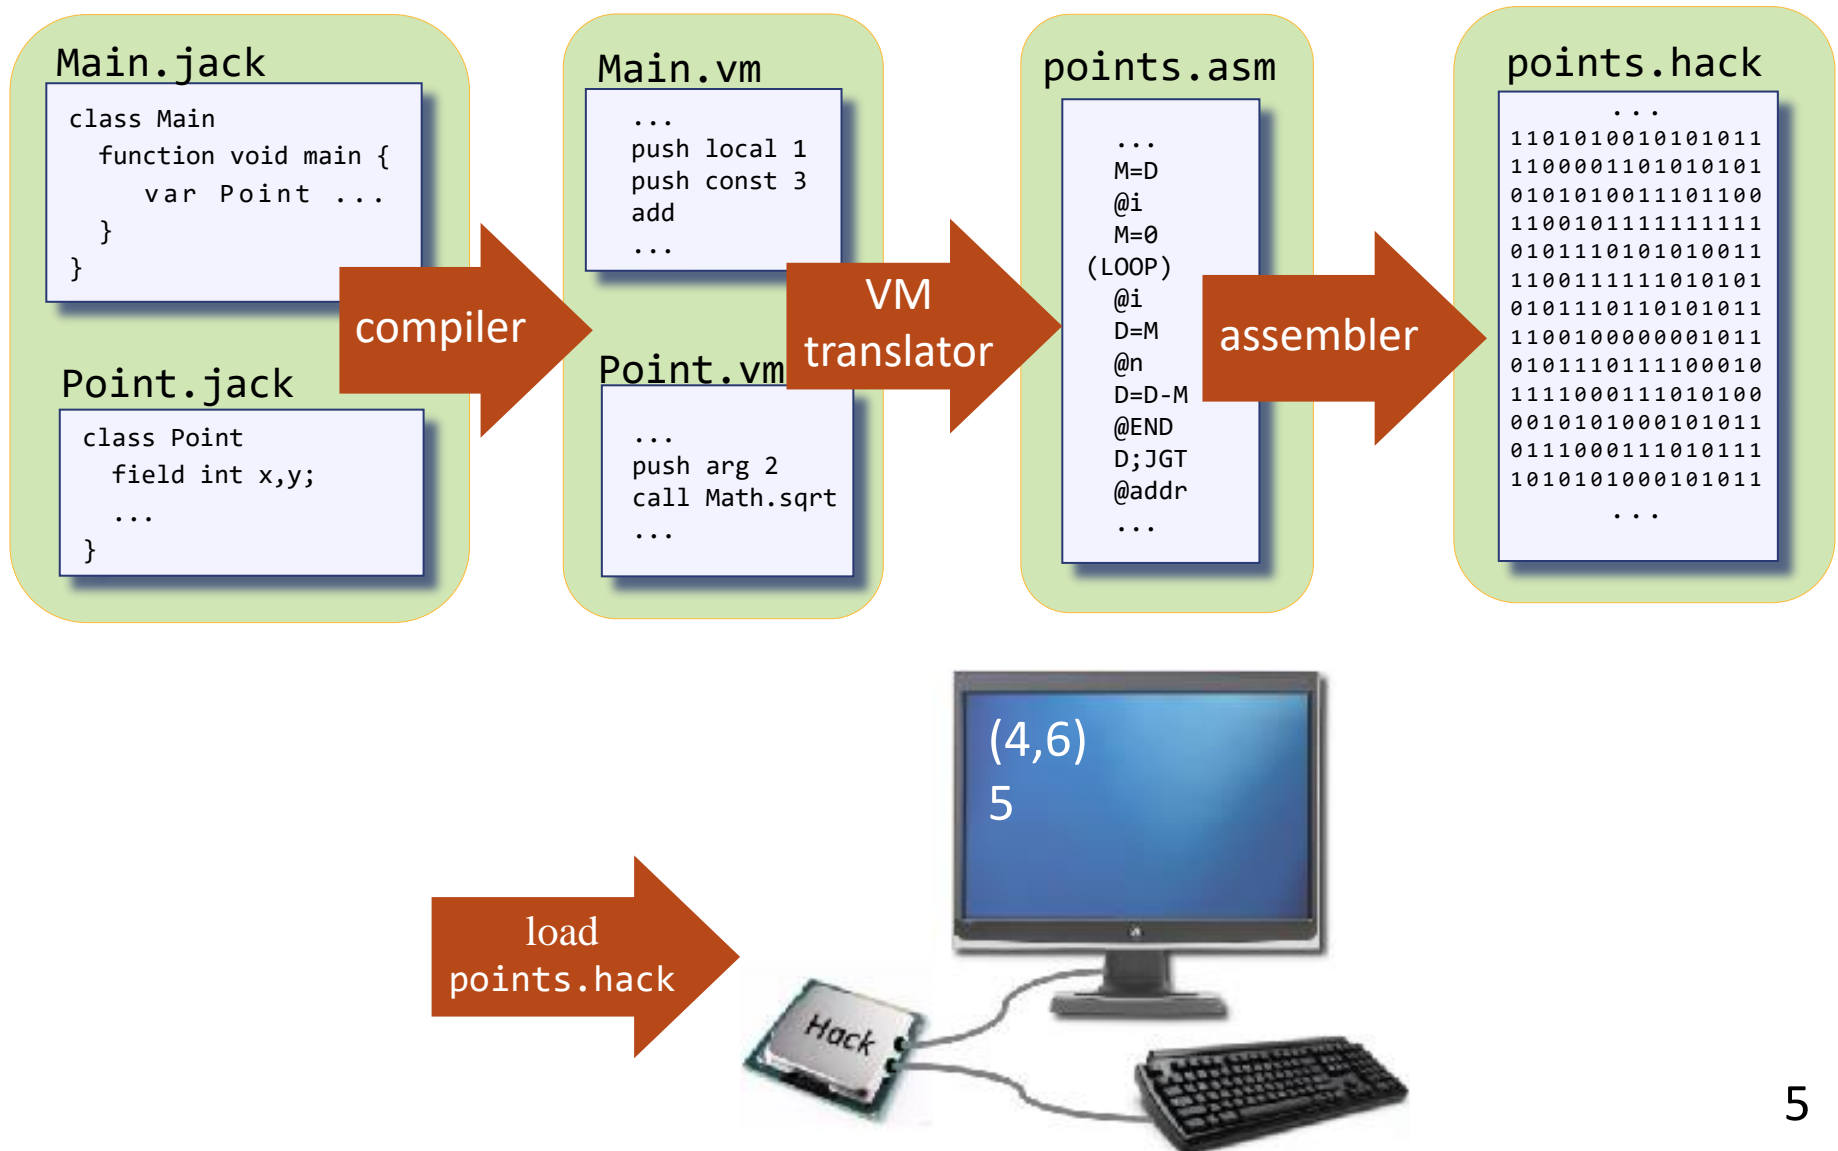 Main.jack
class Main
function void main {
var Point ...
}
}
Point.jack
class Point
field int x,y;
...
}
compiler
Main.vm
...
push local 1
push const 3
add
...
Point.vm
...
push arg 2
call Math.sqrt
...
VM
translator
points.asm
...
M=D
@i
M=0
(LOOP)
@i
D=M
@n
D=D-M
@END
D;JGT
@addr
...
assembler
points.hack
...
1101010010101011
1100001101010101
0101010011101100
1100101111111111
0101110101010011
1100111111010101
0101110110101011
1100100000001011
0101110111100010
1111000111010100
0010101000101011
0111000111010111
1010101000101011
...
load
points.hack
Hack
(4,6)
5
5